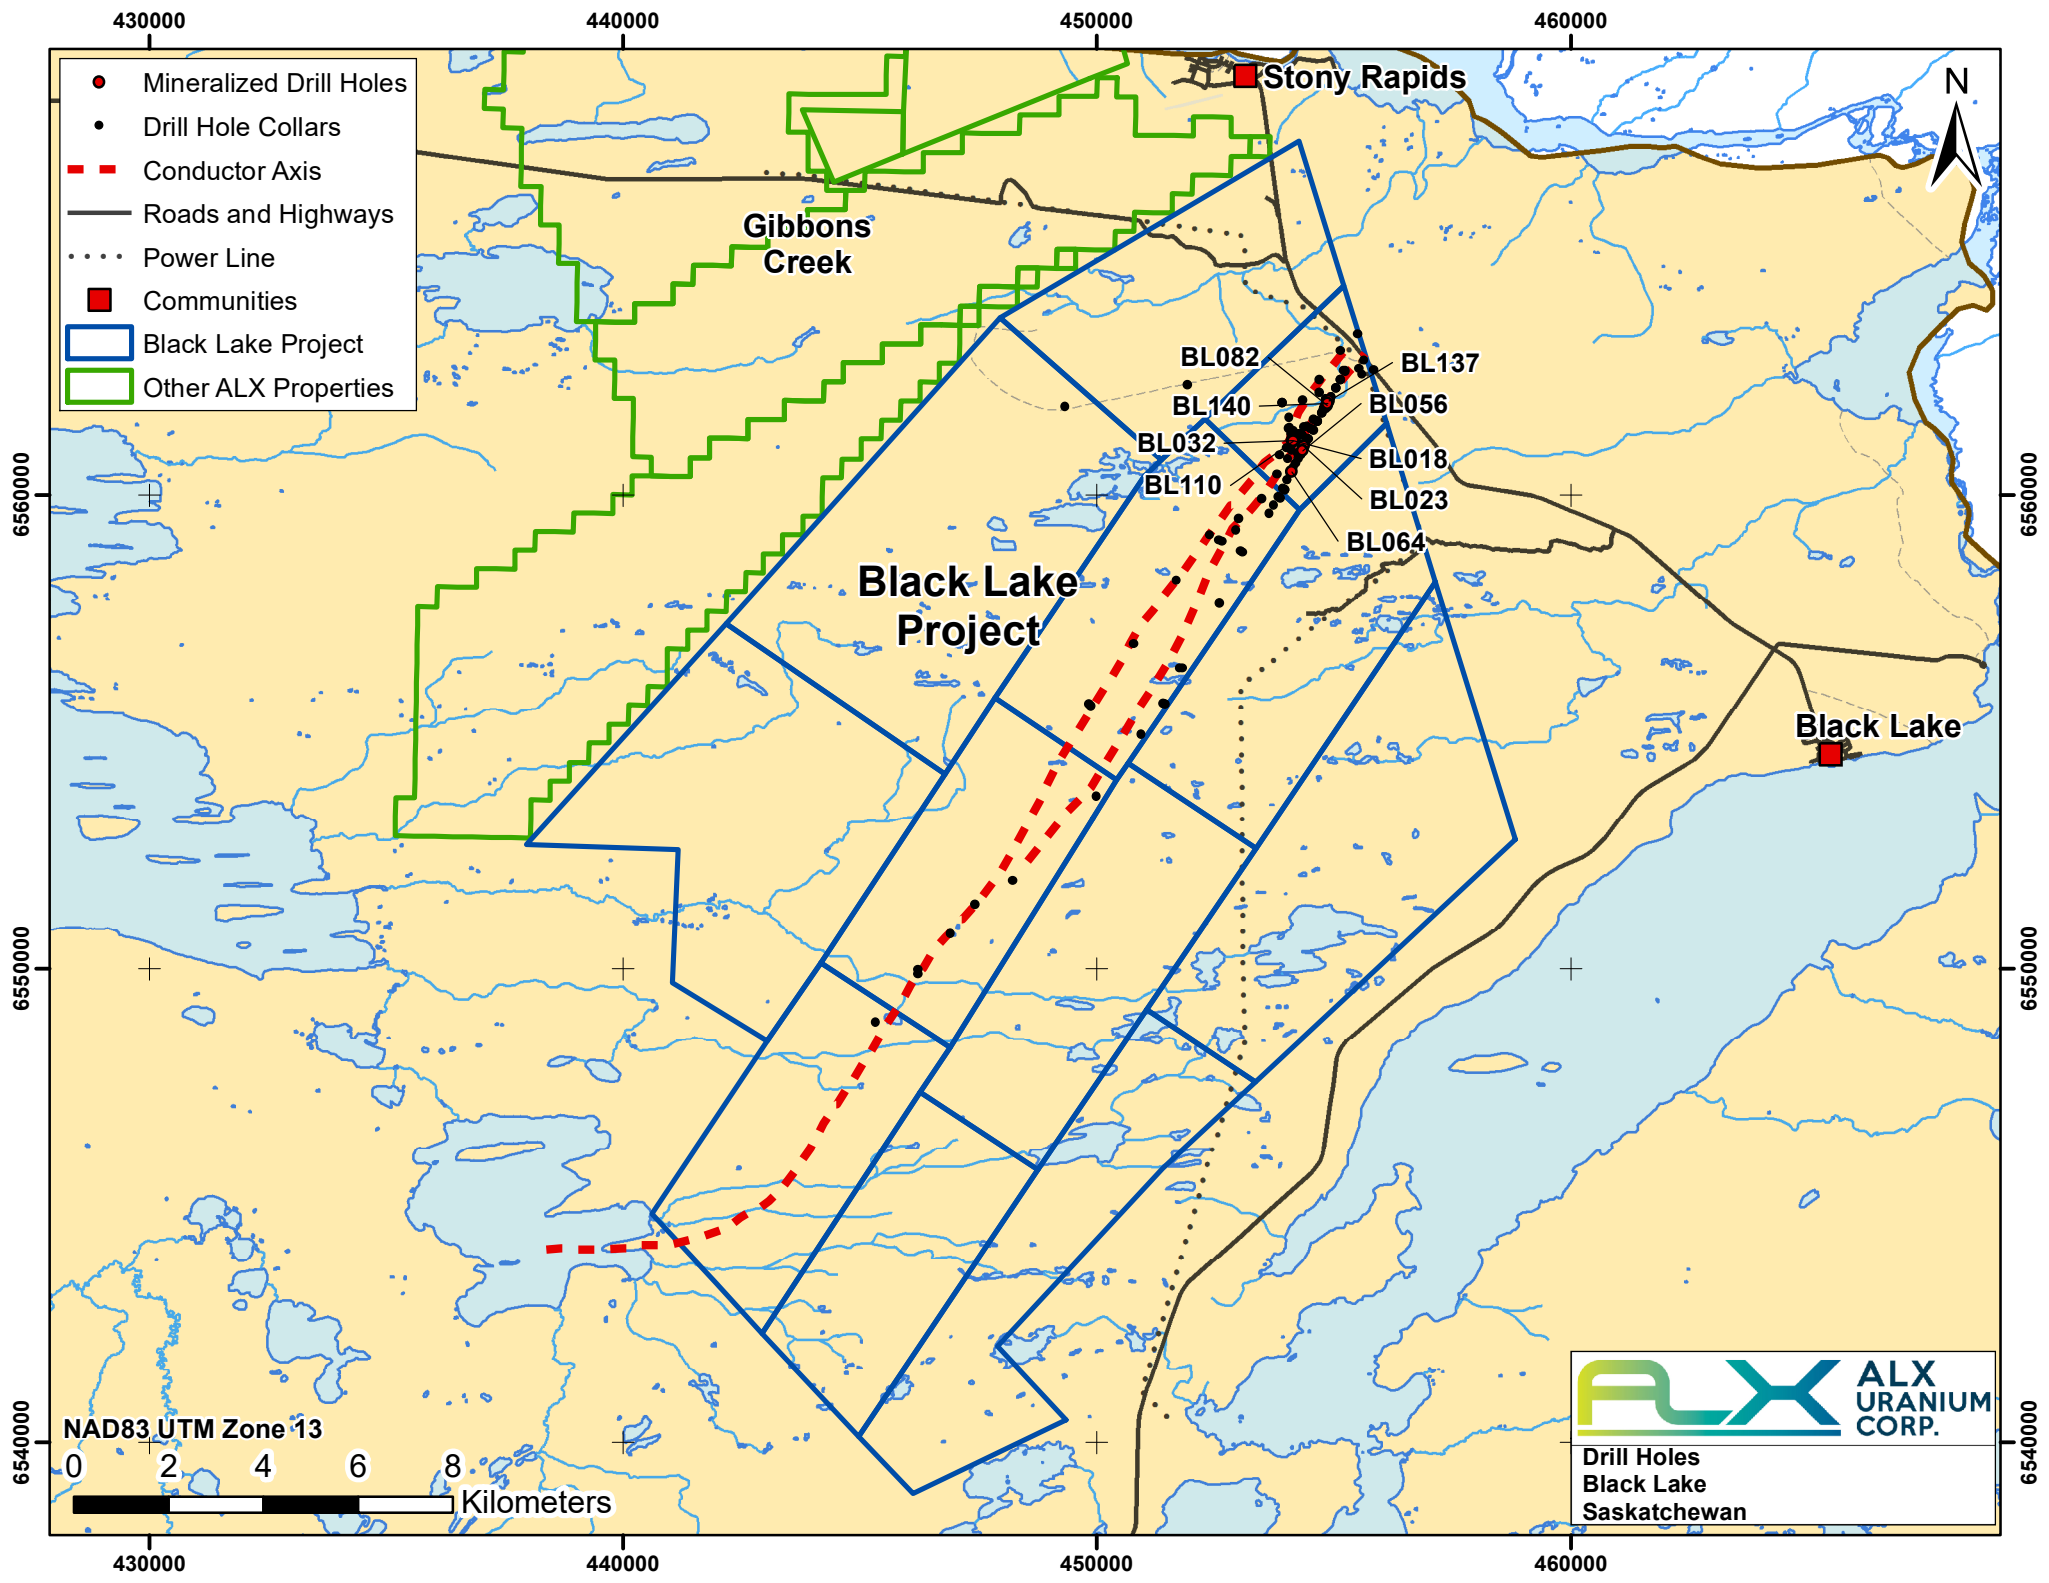 430000
440000
450000
460000
Mineralized Drill Holes
Drill Hole Collars
Conductor Axis
Roads and Highways
Power Line
Communities
Black Lake Project
Other ALX Properties
Stony Rapids
N
Gibbons
Creek
BL082
BL137
BL140
BL056
BL032
BL018
BL110
BL023
BL064
6560000
6560000
Black Lake
Project
Black Lake
6550000
6550000
NAD83 UTM Zone 13
0 2 4 6 8
Kilometers
6540000
6540000
ALX
ALX
URANIUM
CORP.
Drill Holes
Black Lake
Saskatchewan
430000
440000
450000
460000